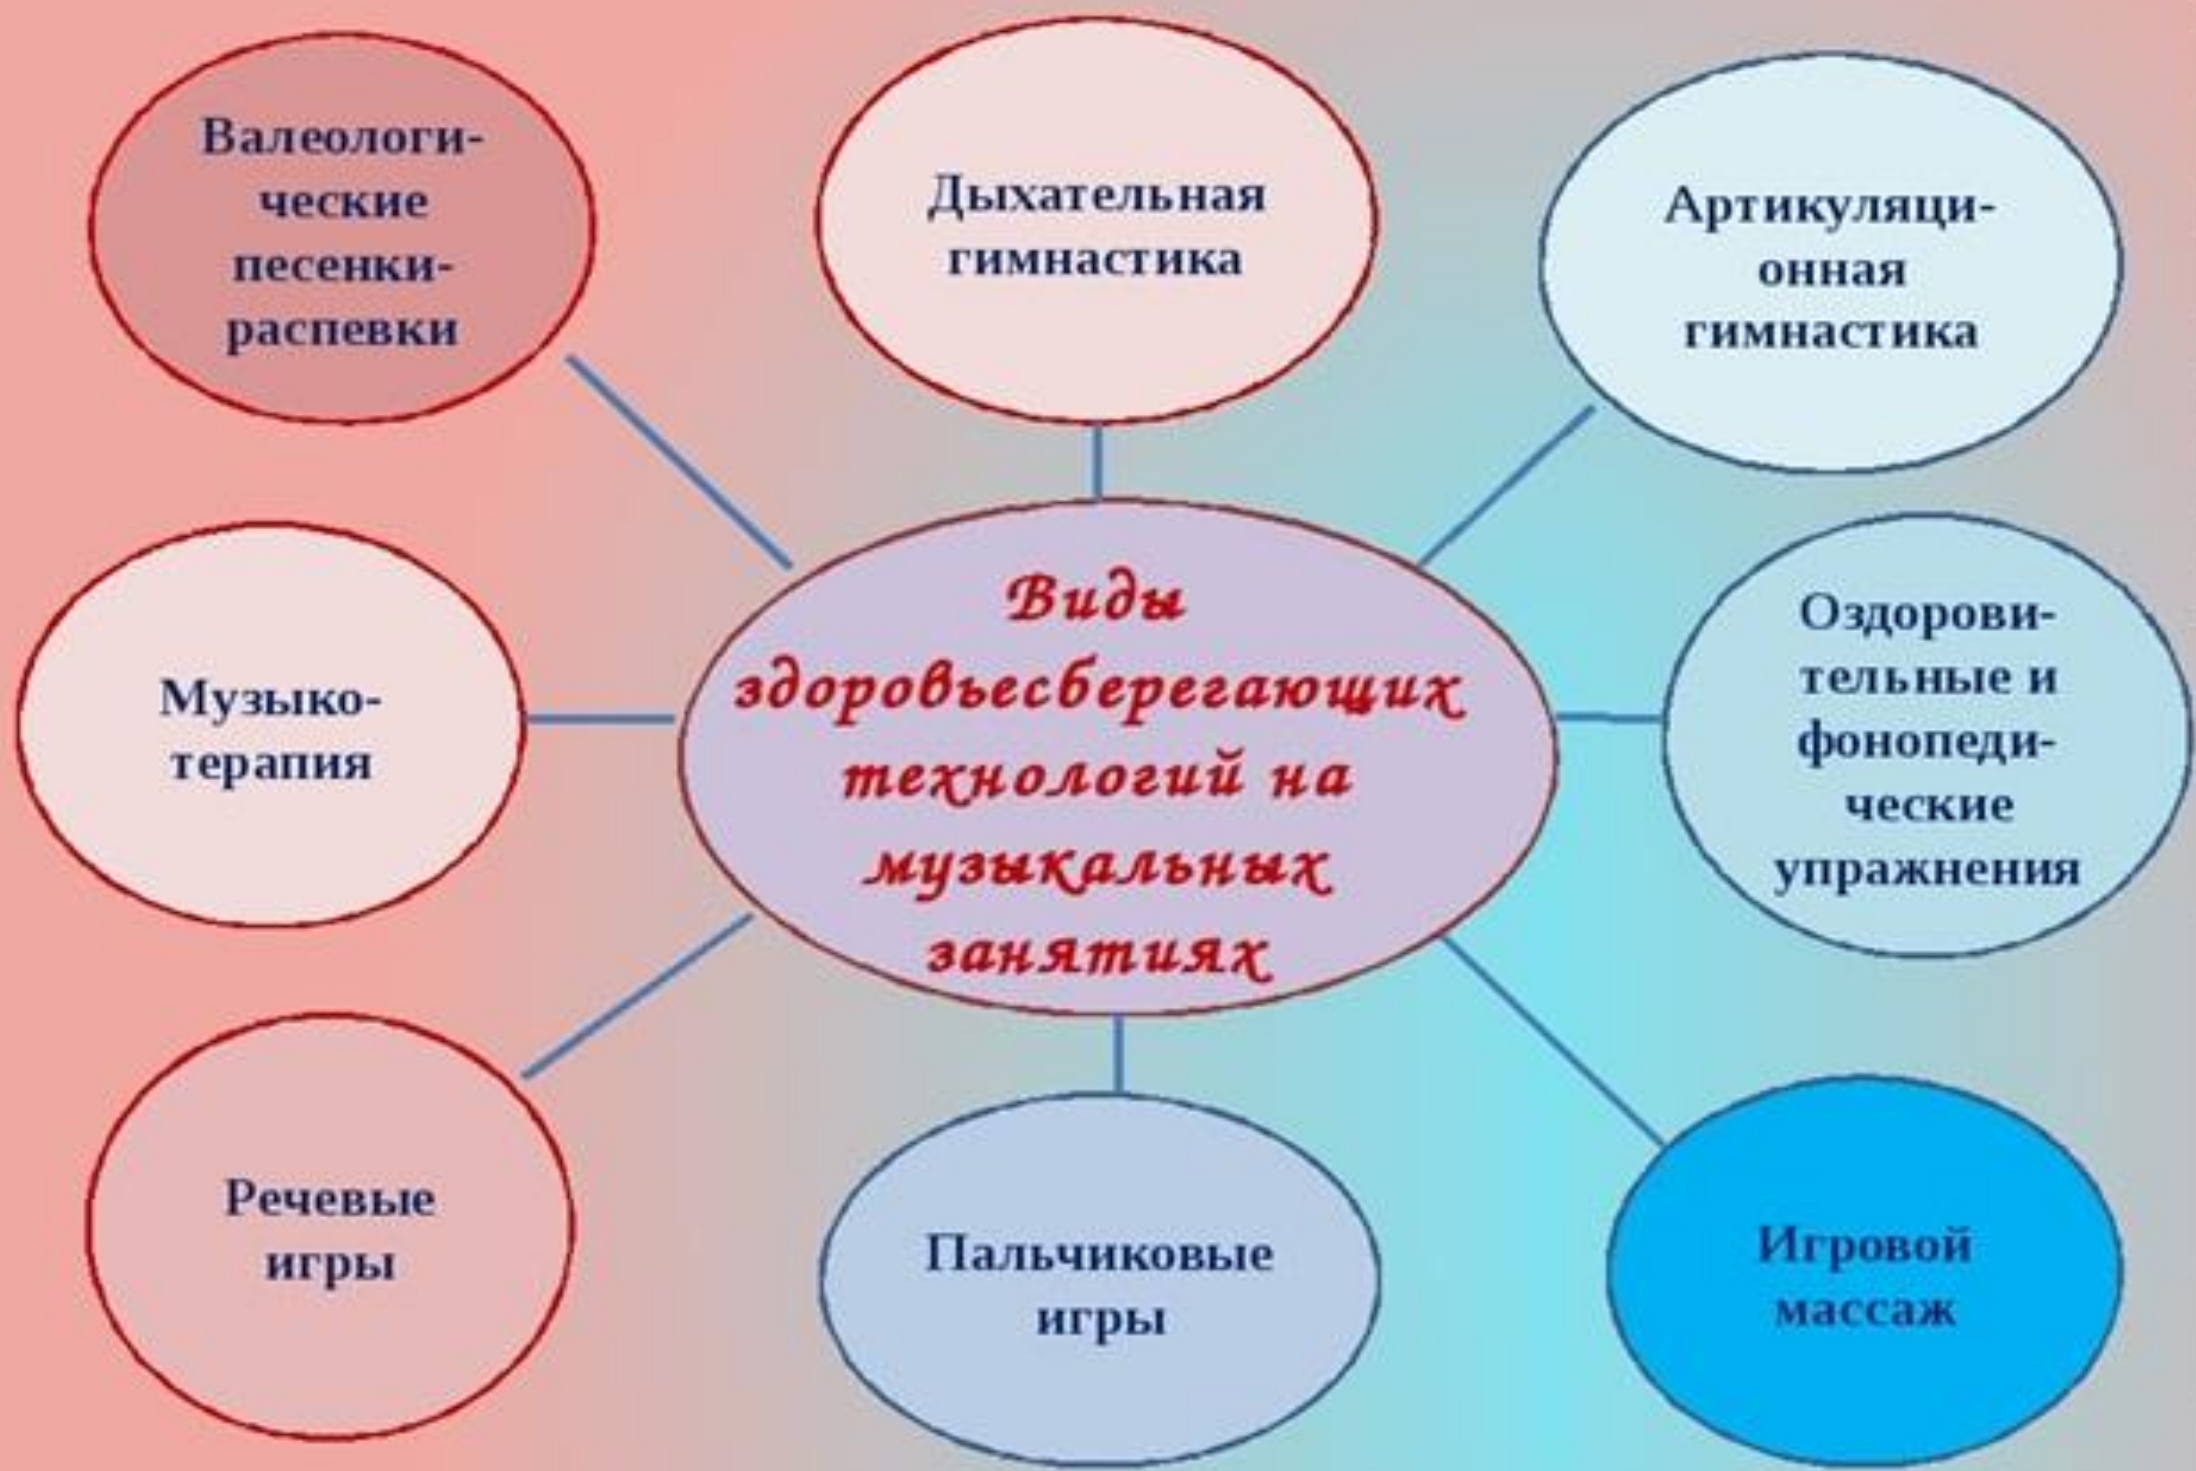 Валеологи-
ческие
песенки-
распевки
Дыхательная
гимнастика
Артикуляци-
онная
гимнастика
Музыко-
терапия
Виды
здоровьесберегающих
технологий на
музыкальных
занятиях
Оздорови-
тельные и
фонопеди-
ческие
упражнения
Речевые
игры
Пальчиковые
игры
Игровой
массаж